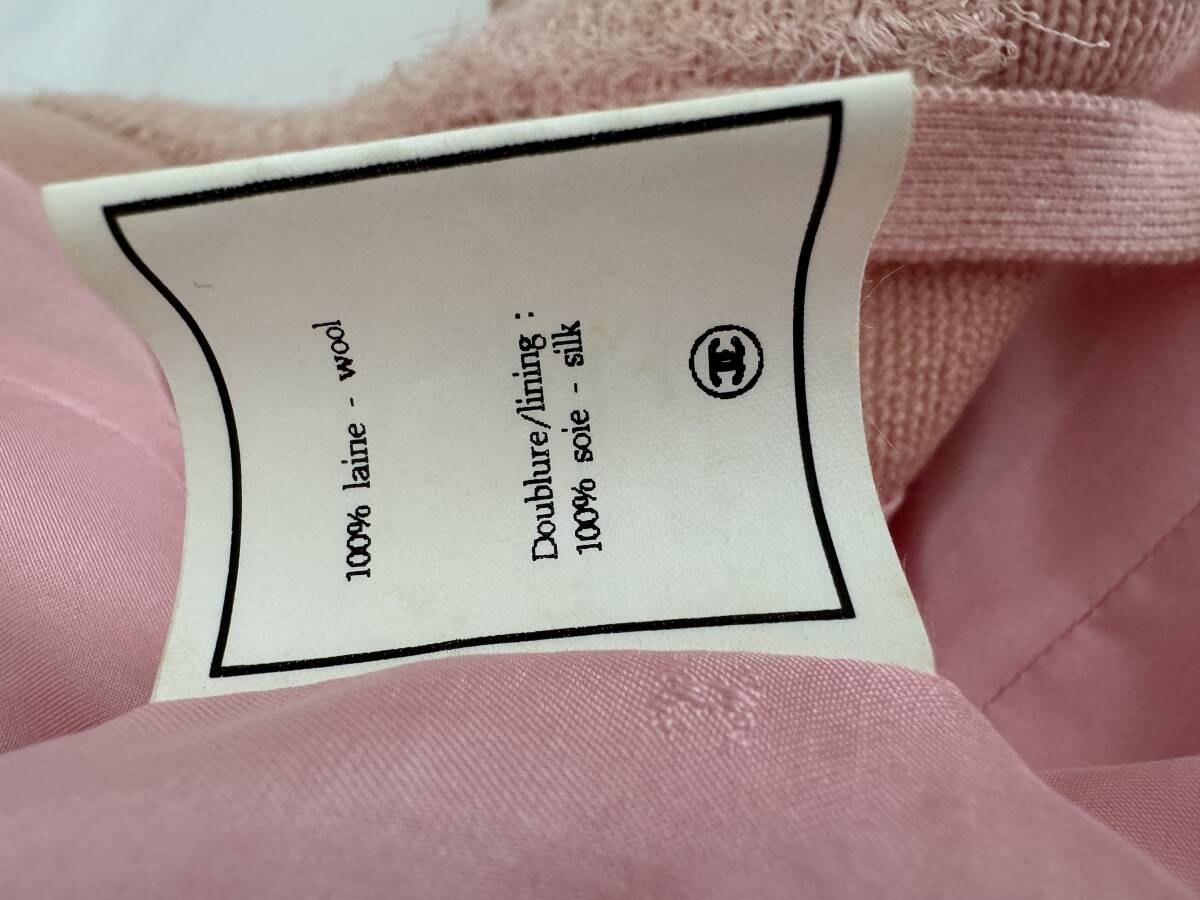 100% laine - wool
Doublure/lining :
100% soie - silk